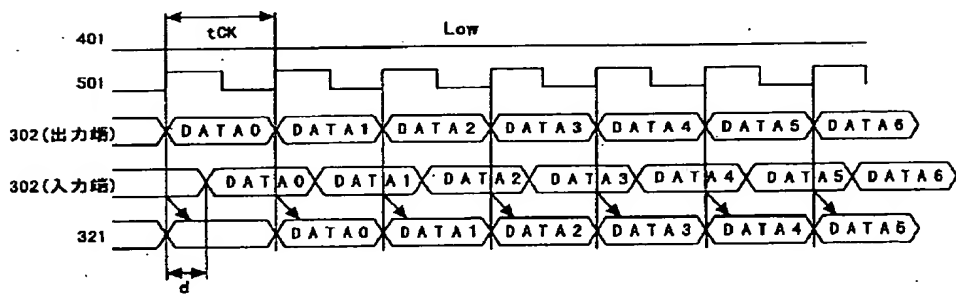 tCK
Low
401
501
302(出力端) DATA0 DATA1 DATA2 DATA3 DATA4 DATA5 DATA6
302(入力端) DATA0 DATA1 DATA2 DATA3 DATA4 DATA5 DATA6
321 DATA0 DATA1 DATA2 DATA3 DATA4 DATA6
d